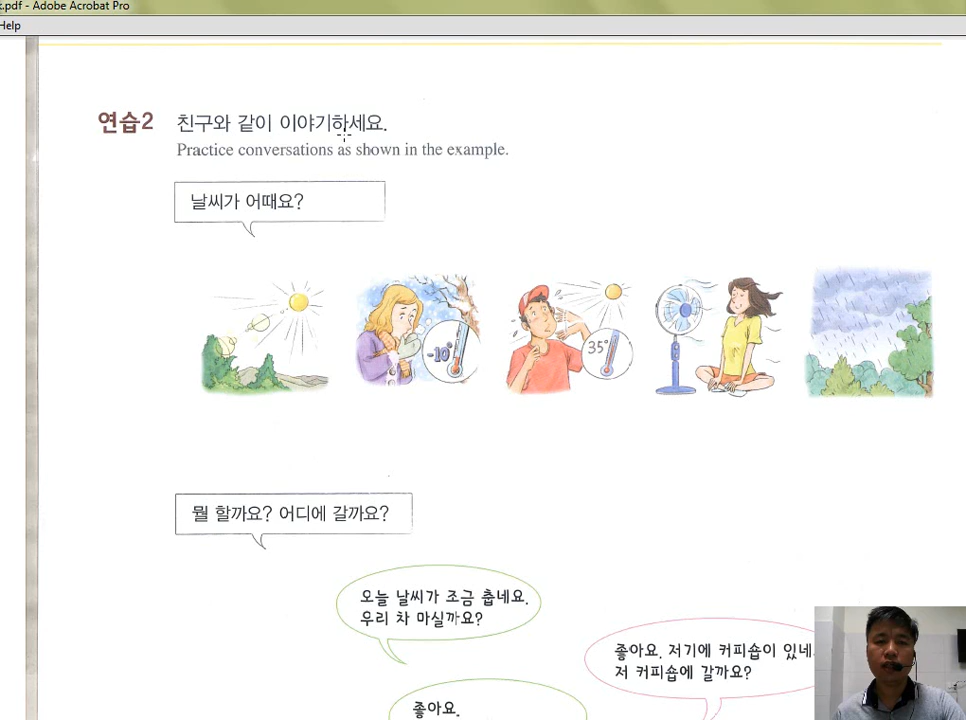 .pdf - Adobe Acrobat Pro
Help
연습2 친구와 같이 이야기하세요.
Practice conversations as shown in the example.
날씨가 어때요?
-10°
35°
뭘 할까요? 어디에 갈까요?
오늘 날씨가 조금 춥네요.
우리 차 마실까요?
좋아요. 저기에 커피숍이 있네
저 커피숍에 갈까요?
좋아요.